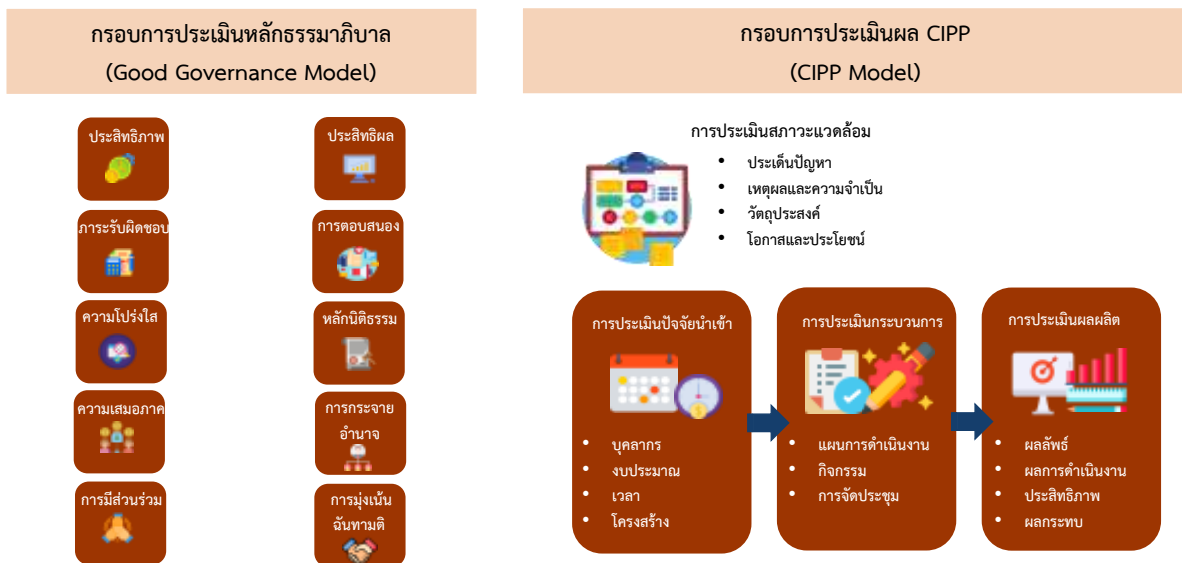 กรอบการประเมินหลักธรรมาภิบาล
(Good Governance Model)
ประสิทธิภาพ
ประสิทธิผล
ภาระรับผิดชอบ
การตอบสนอง
ความโปร่งใส
หลักนิติธรรม
ความเสมอภาค
การกระจาย
อำนาจ
การมีส่วนร่วม
การมุ่งเน้น
ฉันทามติ
กรอบการประเมินผล CIPP
(CIPP Model)
การประเมินสภาวะแวดล้อม
• ประเด็นปัญหา
• เหตุผลและความจำเป็น
• วัตถุประสงค์
• โอกาสและประโยชน์
การประเมินปัจจัยนำเข้า
• บุคลากร
• งบประมาณ
• เวลา
• โครงสร้าง
การประเมินกระบวนการ
• แผนการดำเนินงาน
• กิจกรรม
• การจัดประชุม
การประเมินผลผลิต
• ผลลัพธ์
• ผลการดำเนินงาน
• ประสิทธิภาพ
• ผลกระทบ